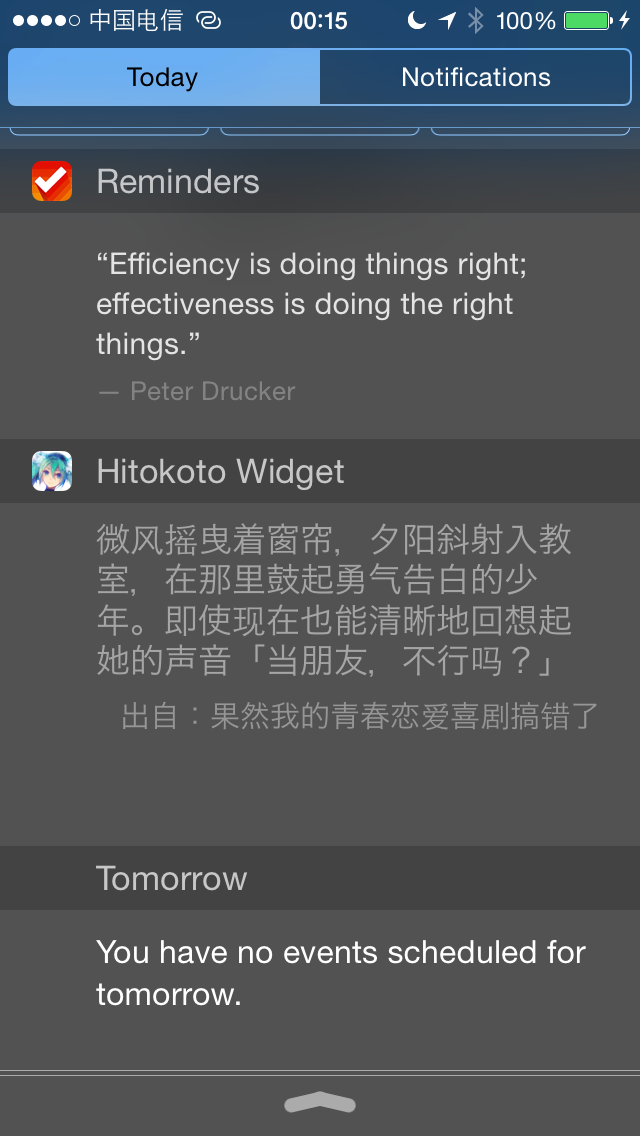 中国电信 00:15 100%
Today Notifications
Reminders
“Efficiency is doing things right;
effectiveness is doing the right
things.”
— Peter Drucker
Hitokoto Widget
微风摇曳着窗帘，夕阳斜射入教
室，在那里鼓起勇气告白的少
年。即使现在也能清晰地回想起
她的声音「当朋友，不行吗？」
出自：果然我的青春恋爱喜剧搞错了
Tomorrow
You have no events scheduled for
tomorrow.